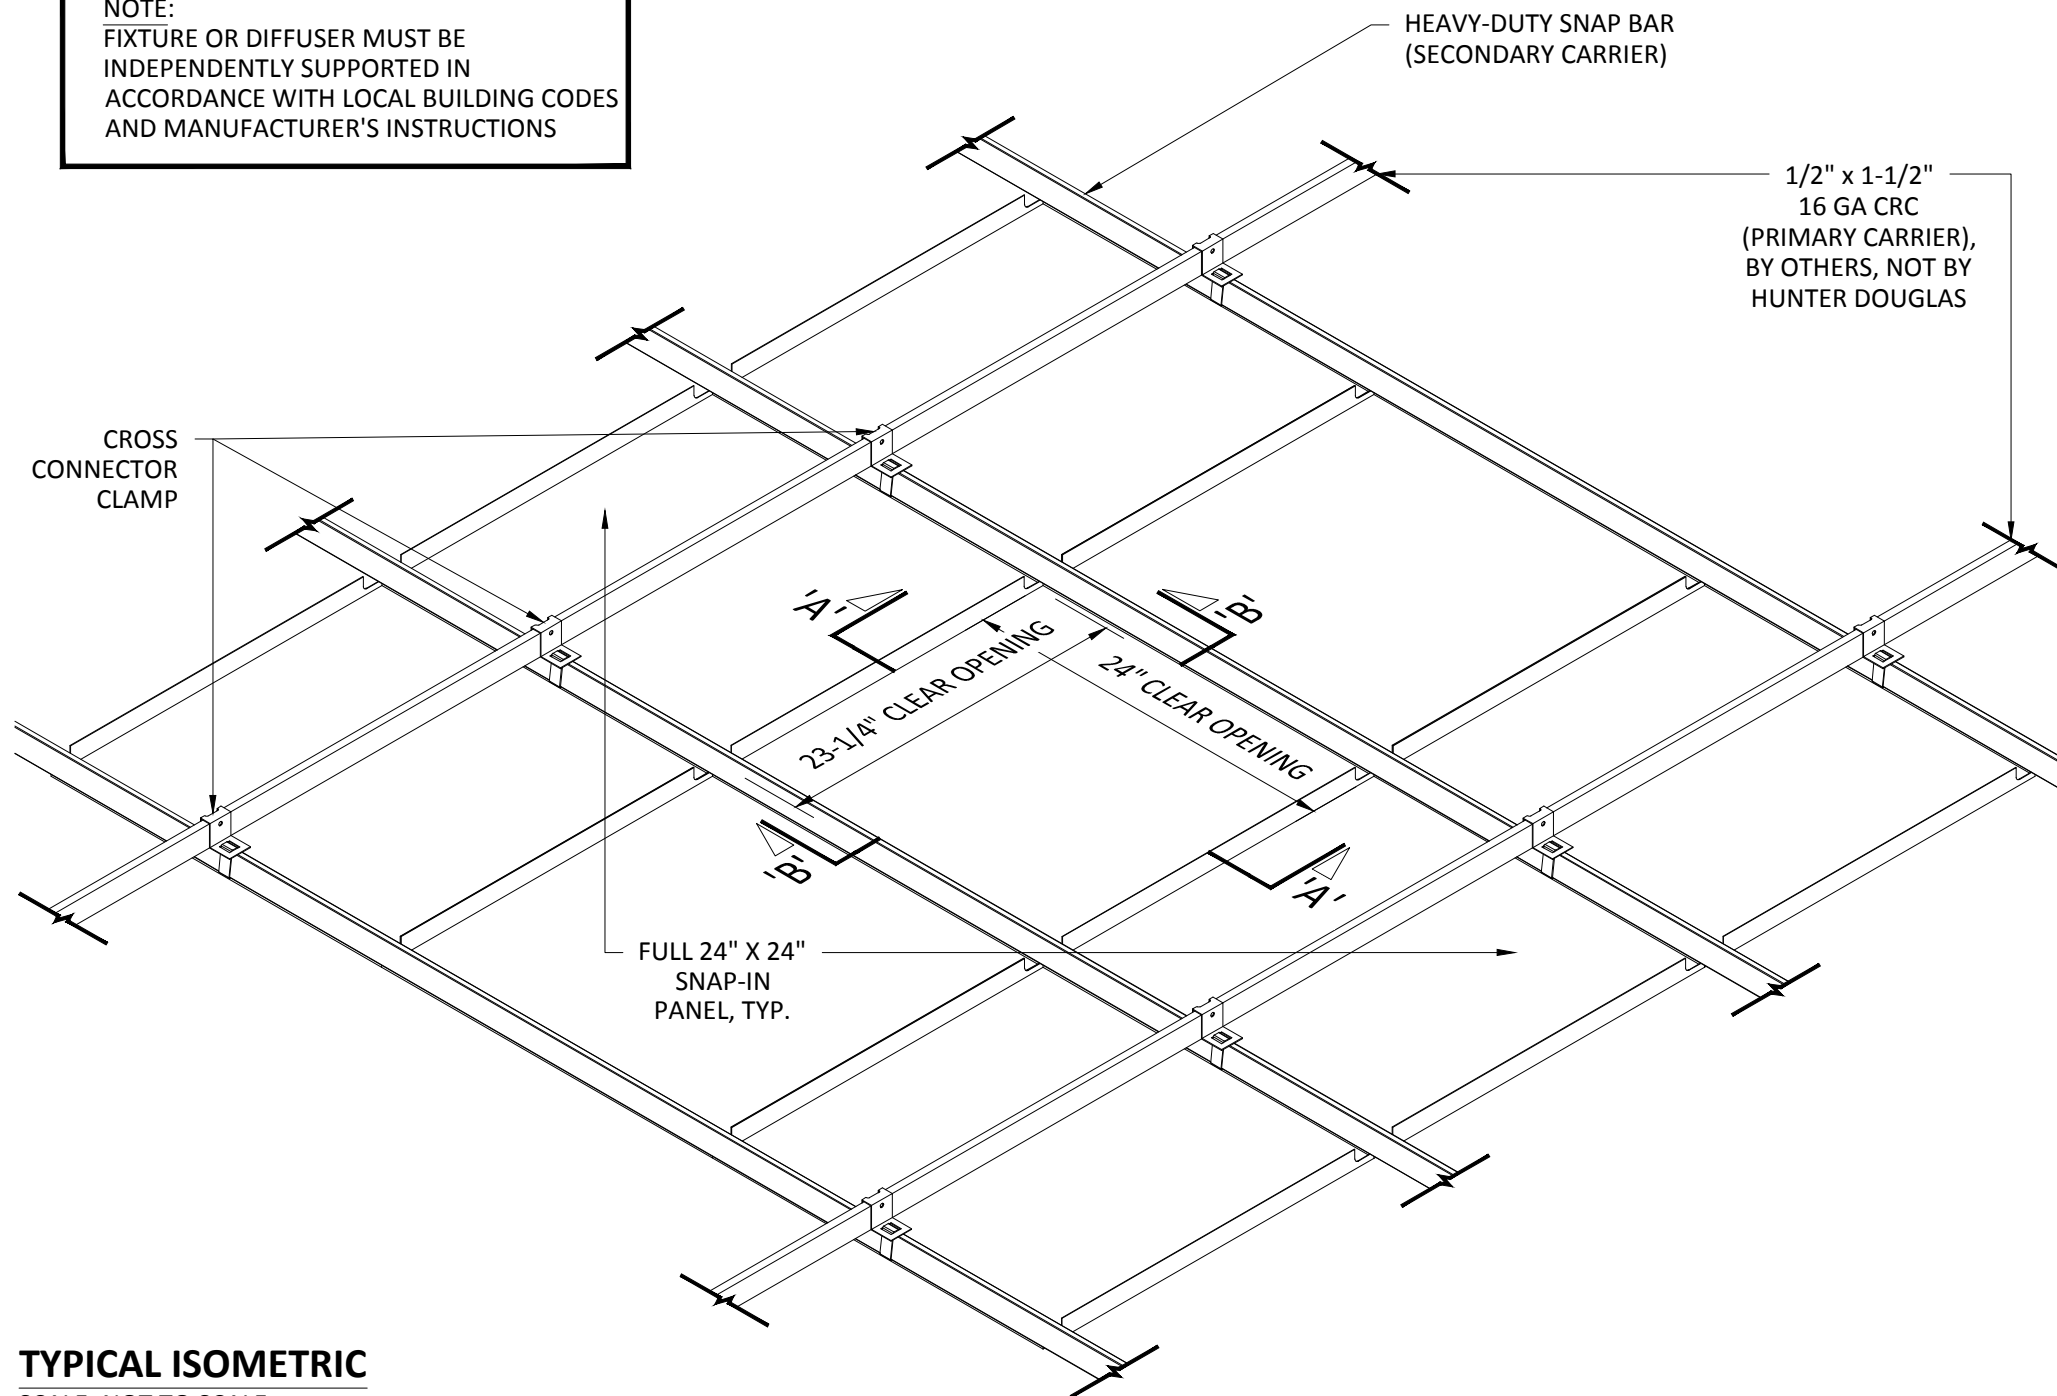 NOTE:
FIXTURE OR DIFFUSER MUST BE
INDEPENDENTLY SUPPORTED IN
ACCORDANCE WITH LOCAL BUILDING CODES
AND MANUFACTURER'S INSTRUCTIONS
HEAVY-DUTY SNAP BAR
(SECONDARY CARRIER)
1/2" x 1-1/2"
16 GA CRC
(PRIMARY CARRIER),
BY OTHERS, NOT BY
HUNTER DOUGLAS
CROSS
CONNECTOR
CLAMP
'A'
'B'
23-1/4" CLEAR OPENING
24" CLEAR OPENING
'B'
'A'
FULL 24" X 24"
SNAP-IN
PANEL, TYP.
TYPICAL ISOMETRIC